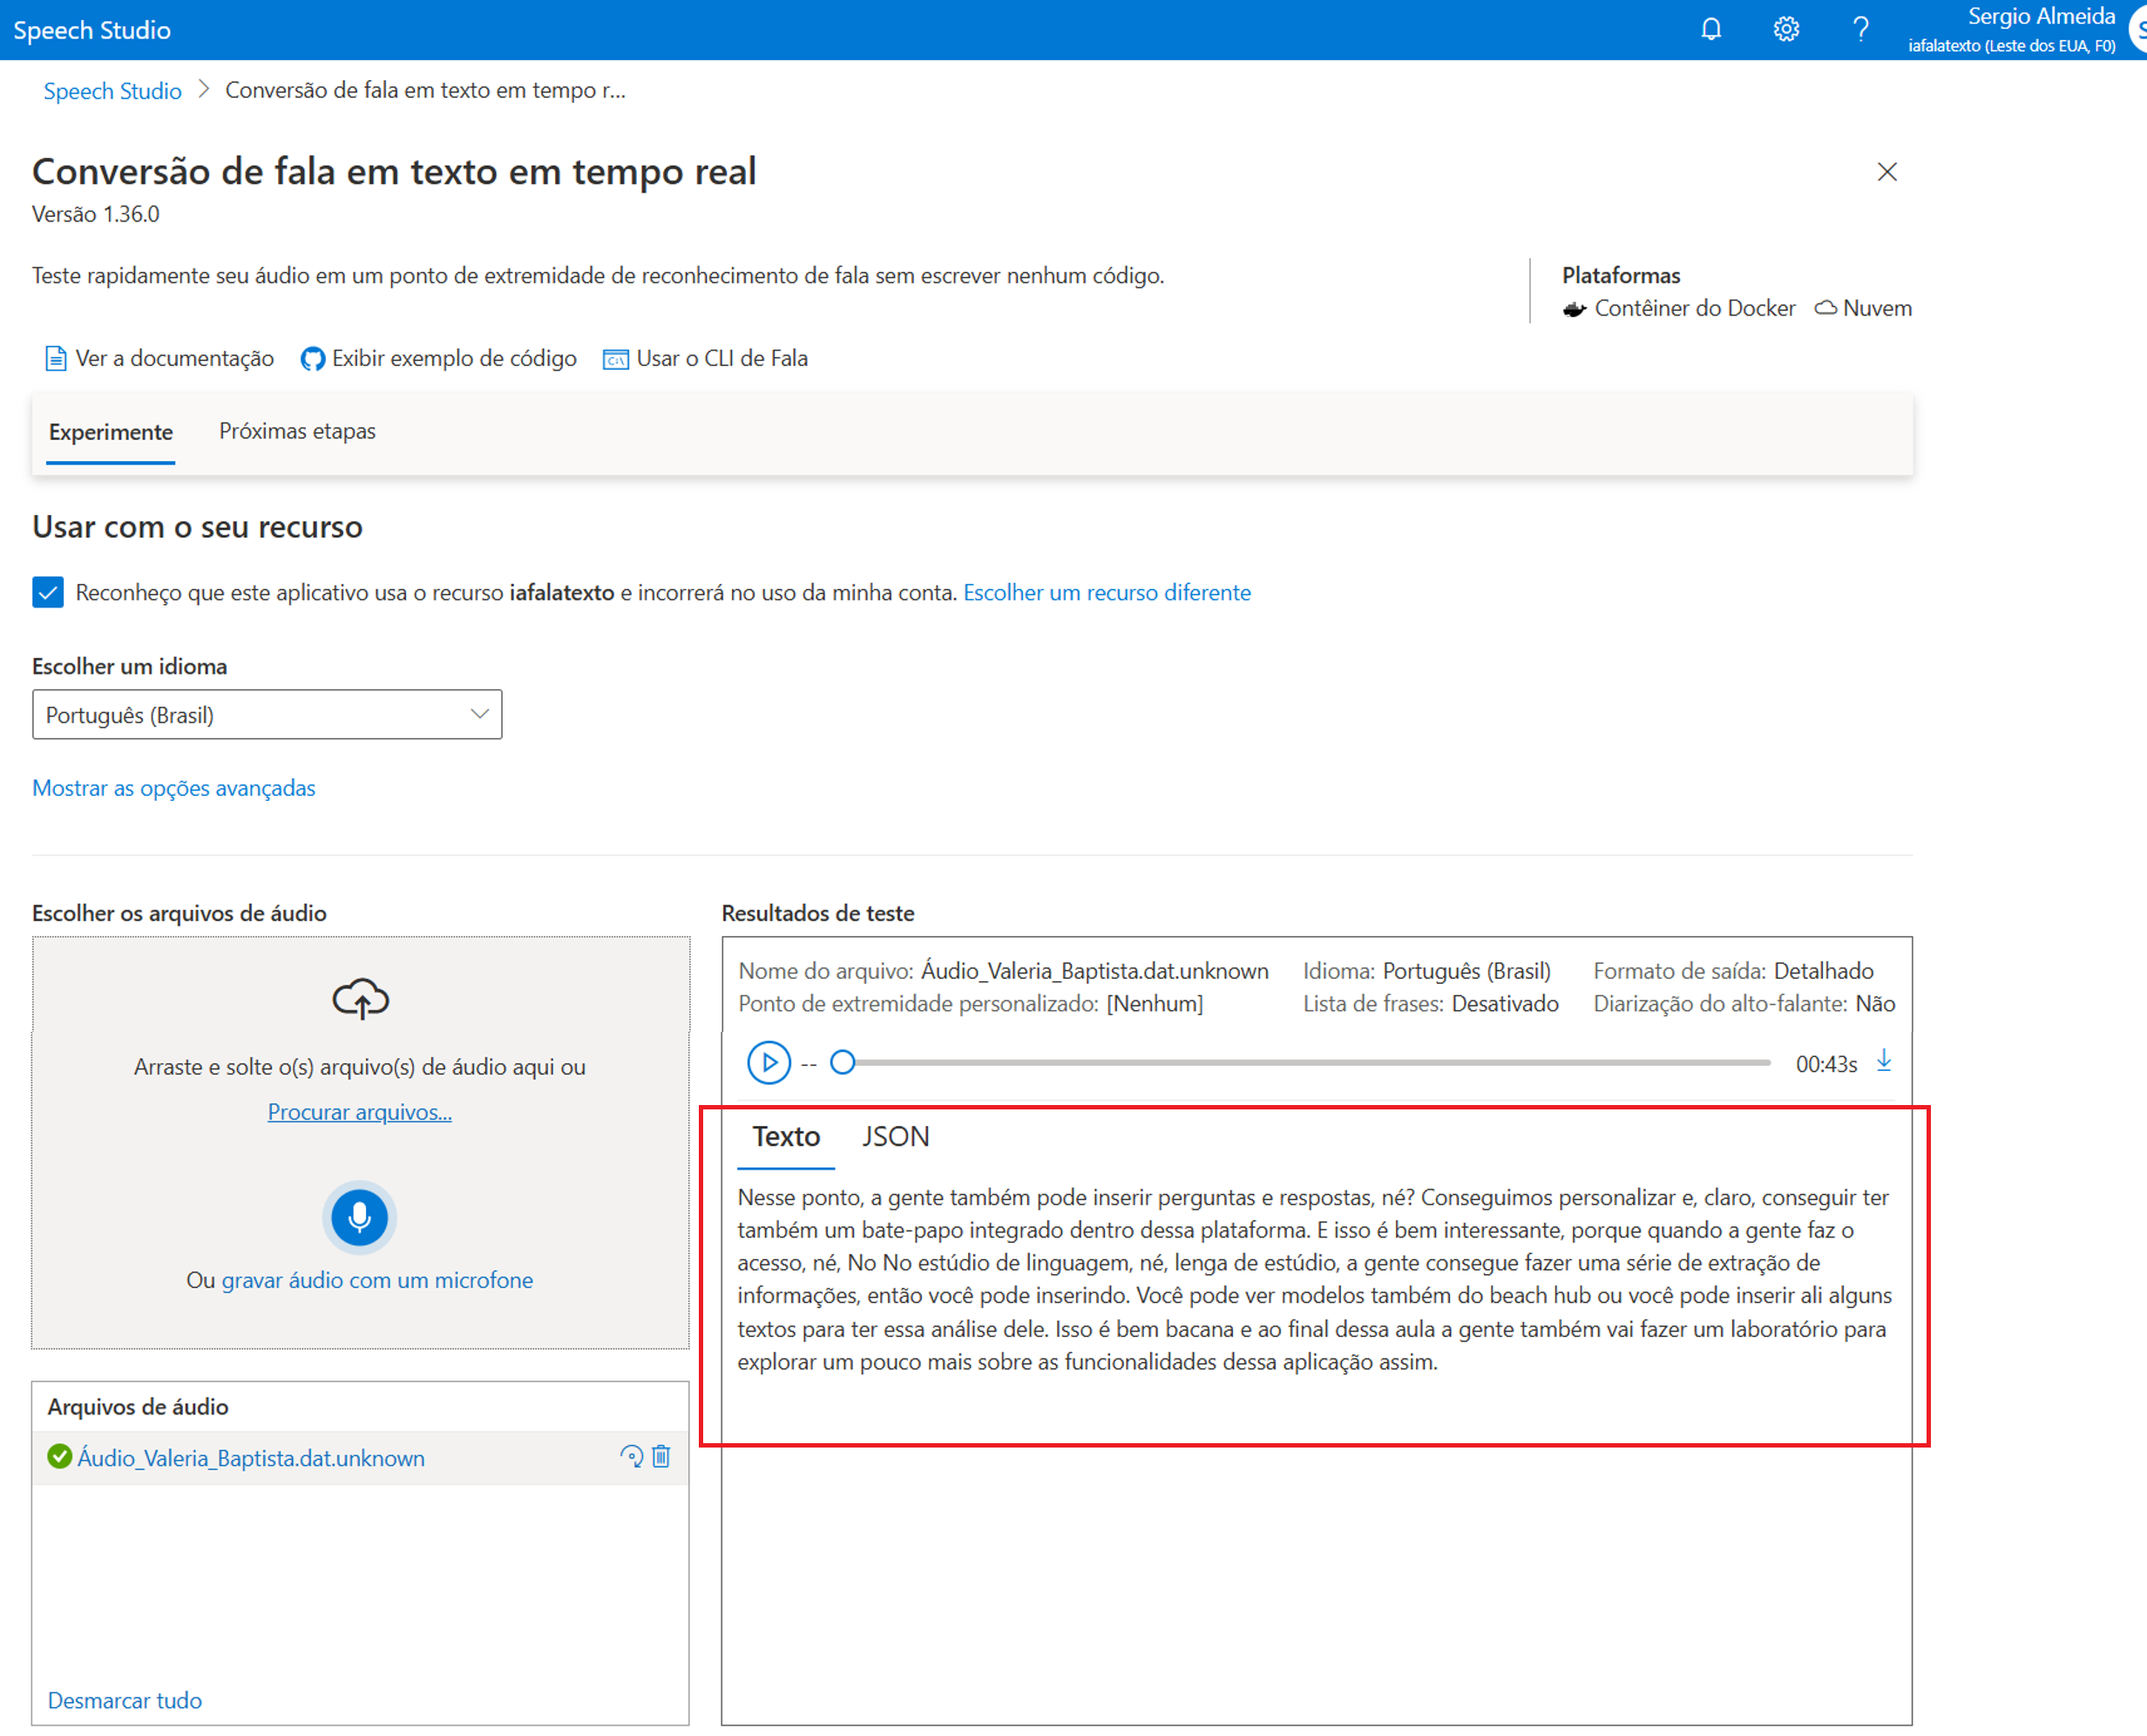 Speech Studio
Sergio Almeida
iafalatexto (Leste dos EUA, F0)
Speech Studio > Conversão de fala em texto em tempo r...
Conversão de fala em texto em tempo real
Versão 1.36.0
Teste rapidamente seu áudio em um ponto de extremidade de reconhecimento de fala sem escrever nenhum código.
Plataformas
Contêiner do Docker Nuvem
Ver a documentação Exibir exemplo de código Usar o CLI de Fala
Experimente Próximas etapas
Usar com o seu recurso
Reconheço que este aplicativo usa o recurso iafalatexto e incorrerá no uso da minha conta. Escolher um recurso diferente
Escolher um idioma
Português (Brasil)
Mostrar as opções avançadas
Escolher os arquivos de áudio
Arraste e solte o(s) arquivo(s) de áudio aqui ou
Procurar arquivos...
Ou gravar áudio com um microfone
Arquivos de áudio
Áudio_Valeria_Baptista.dat.unknown
Desmarcar tudo
Resultados de teste
Nome do arquivo: Áudio_Valeria_Baptista.dat.unknown Idioma: Português (Brasil) Formato de saída: Detalhado
Ponto de extremidade personalizado: [Nenhum] Lista de frases: Desativado Diarização do alto-falante: Não
-- 00:43s
Texto JSON
Nesse ponto, a gente também pode inserir perguntas e respostas, né? Conseguimos personalizar e, claro, conseguir ter
também um bate-papo integrado dentro dessa plataforma. E isso é bem interessante, porque quando a gente faz o
acesso, né, No No estúdio de linguagem, né, lenga de estúdio, a gente consegue fazer uma série de extração de
informações, então você pode inserindo. Você pode ver modelos também do beach hub ou você pode inserir ali alguns
textos para ter essa análise dele. Isso é bem bacana e ao final dessa aula a gente também vai fazer um laboratório para
explorar um pouco mais sobre as funcionalidades dessa aplicação assim.